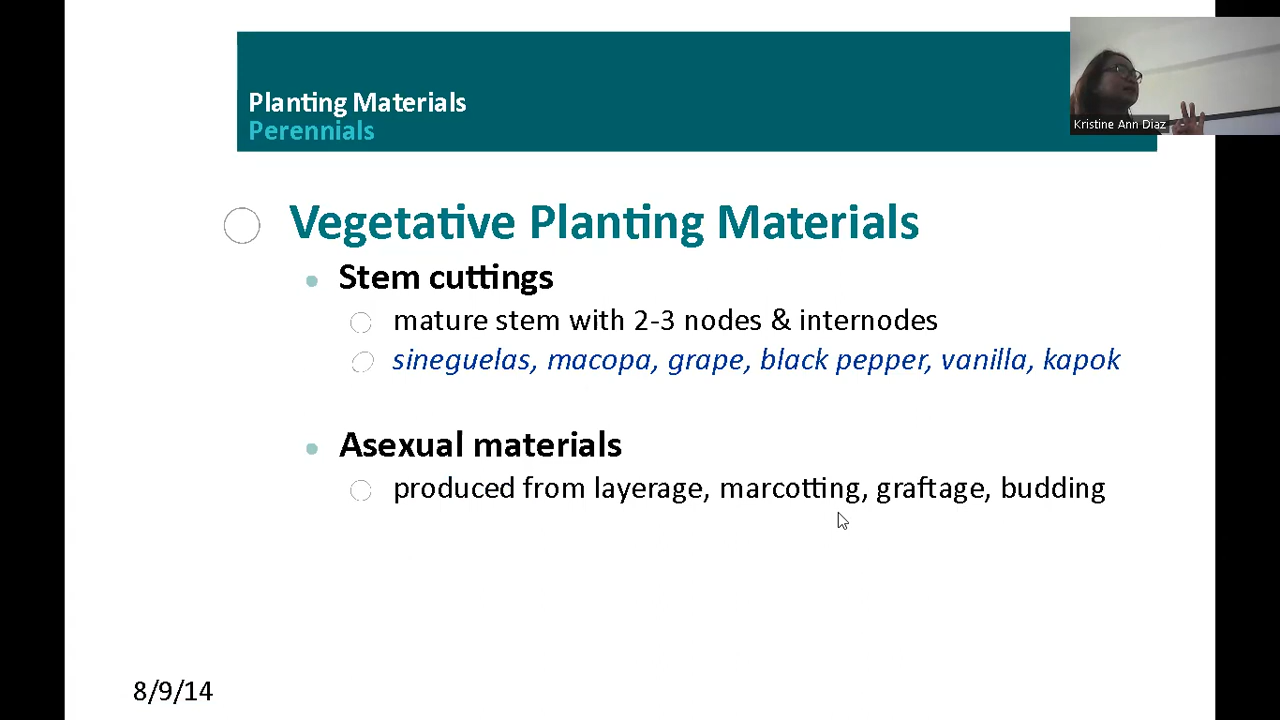 Planting Materials
Perennials
Kristine Ann Diaz
Vegetative Planting Materials
Stem cuttings
mature stem with 2-3 nodes & internodes
sineguelas, macopa, grape, black pepper, vanilla, kapok
Asexual materials
produced from layerage, marcotting, graftage, budding
8/9/14